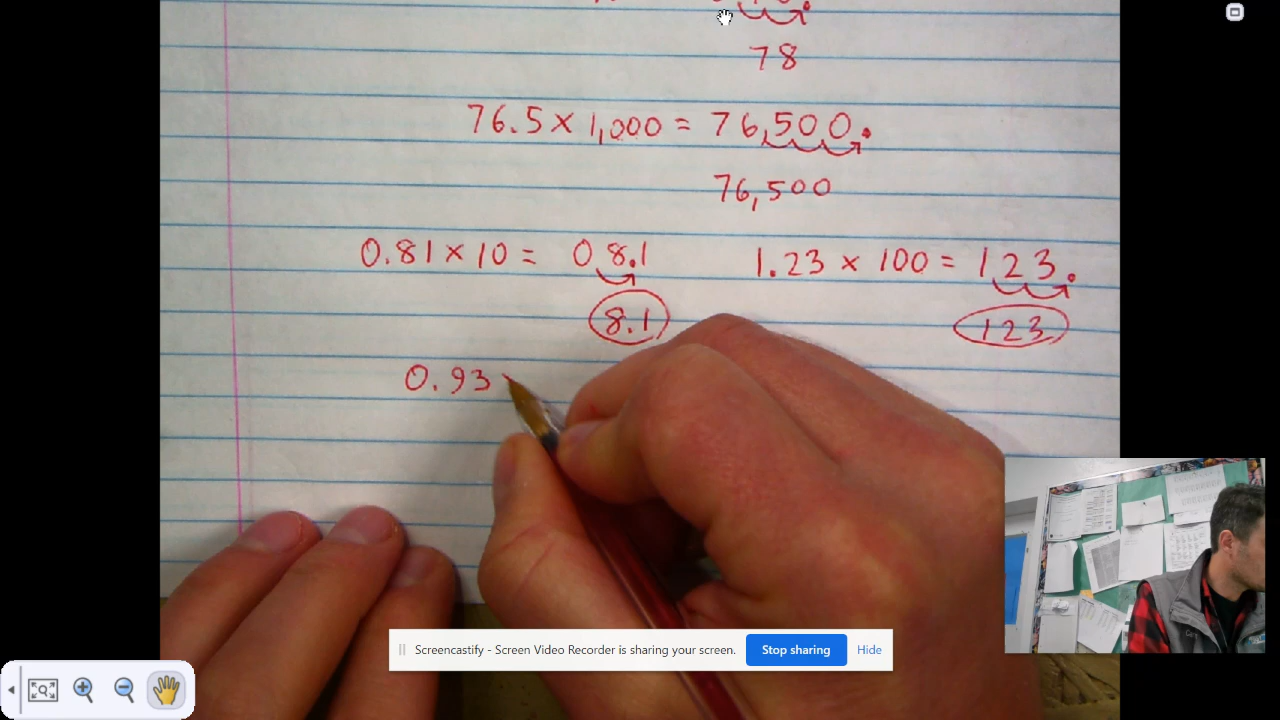 78
76.5 × 1,000 = 76,500.
76,500
0.81 × 10 = 08.1
1.23 × 100 = 123.
8.1
123
0.93
Screencastify - Screen Video Recorder is sharing your screen.
Stop sharing
Hide